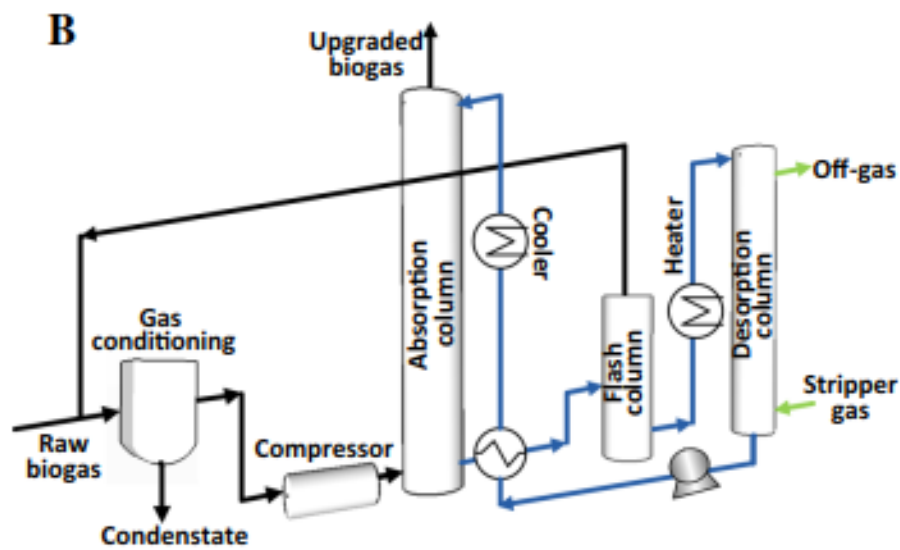 B
Upgraded
biogas
Off-gas
Cooler
Heater
Desorption
column
Absorption
column
Gas
conditioning
Flash
column
Stripper
gas
Raw
biogas
Compressor
Condenstate